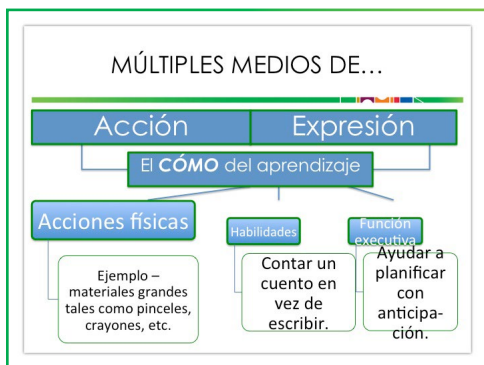 MÚLTIPLES MEDIOS DE...
Acción
Expresión
El CÓMO del aprendizaje
Acciones físicas
Ejemplo –
materiales grandes
tales como pinceles,
crayones, etc.
Habilidades
Contar un
cuento en
vez de
escribir.
Función
executiva
Ayudar a
planificar
con
anticipa-
ción.